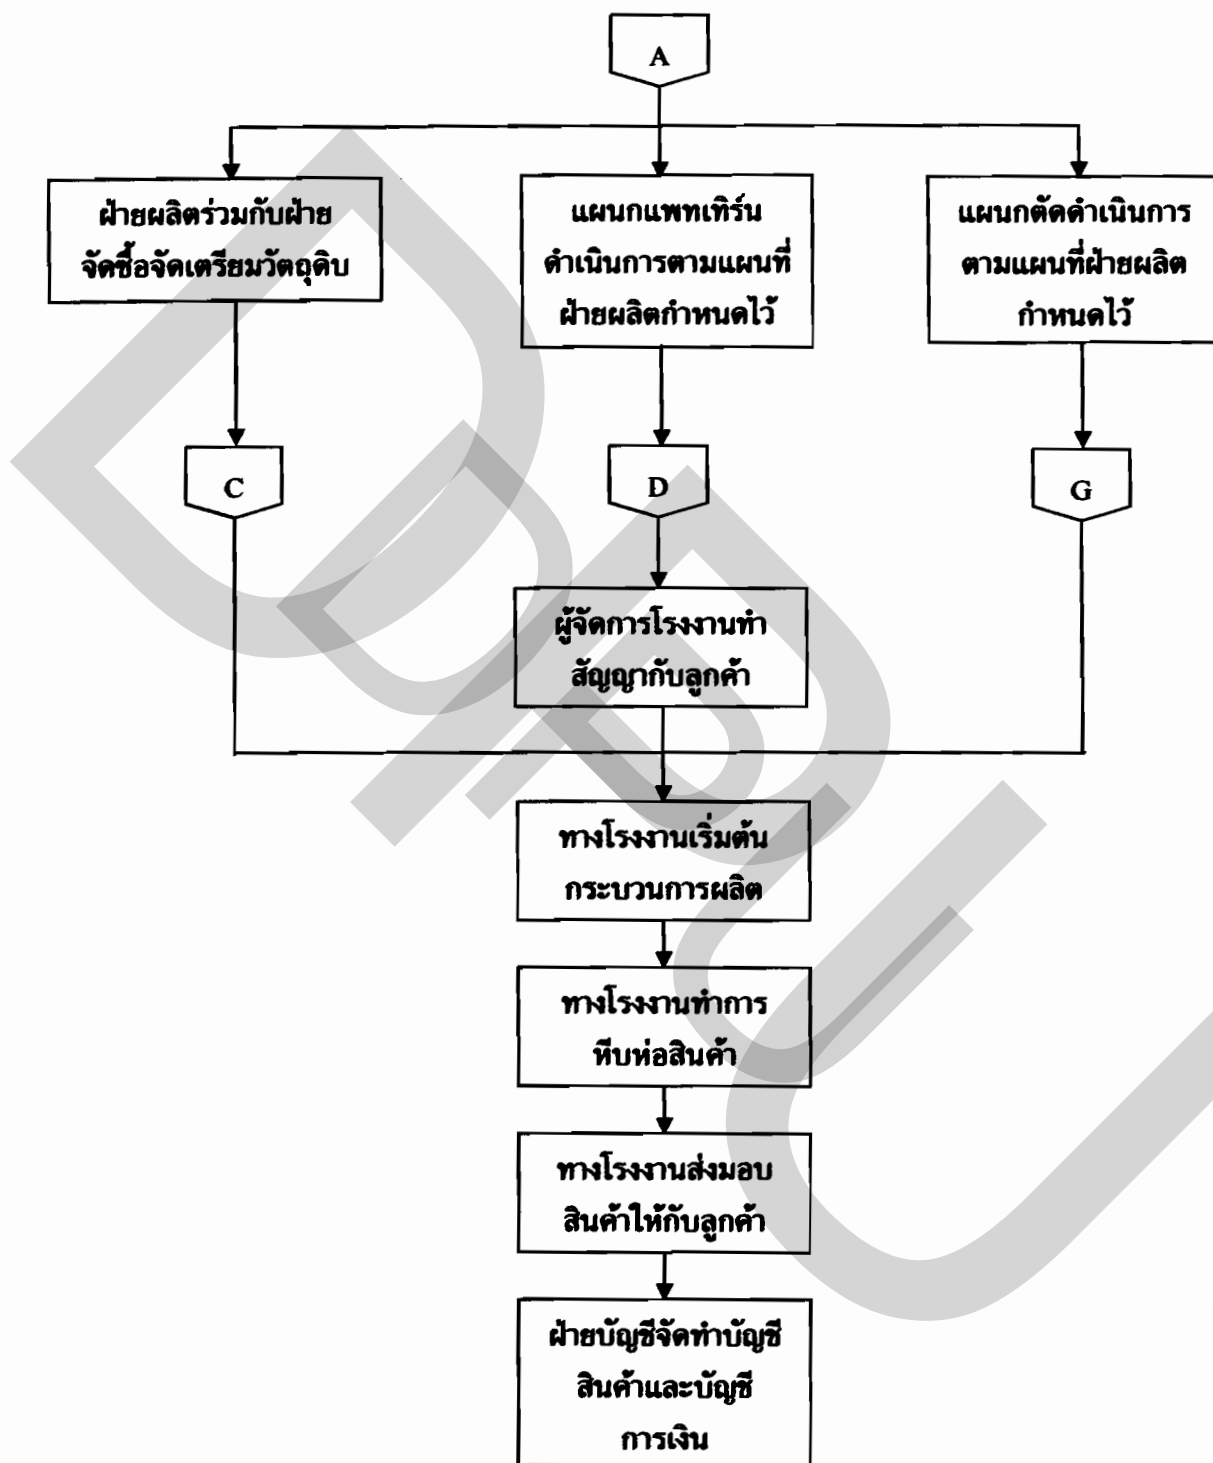 A
ฝ่ายผลิตร่วมกับฝ่าย
จัดซื้อจัดเตรียมวัตถุดิบ
แผนกแพทเทิร์น
ดำเนินการตามแผนที่
ฝ่ายผลิตกำหนดไว้
แผนกตัดดำเนินการ
ตามแผนที่ฝ่ายผลิต
กำหนดไว้
C
D
G
ผู้จัดการโรงงานทำ
สัญญากับลูกค้า
ทางโรงงานเริ่มต้น
กระบวนการผลิต
ทางโรงงานทำการ
หีบห่อสินค้า
ทางโรงงานส่งมอบ
สินค้าให้กับลูกค้า
ฝ่ายบัญชีจัดทำบัญชี
สินค้าและบัญชี
การเงิน